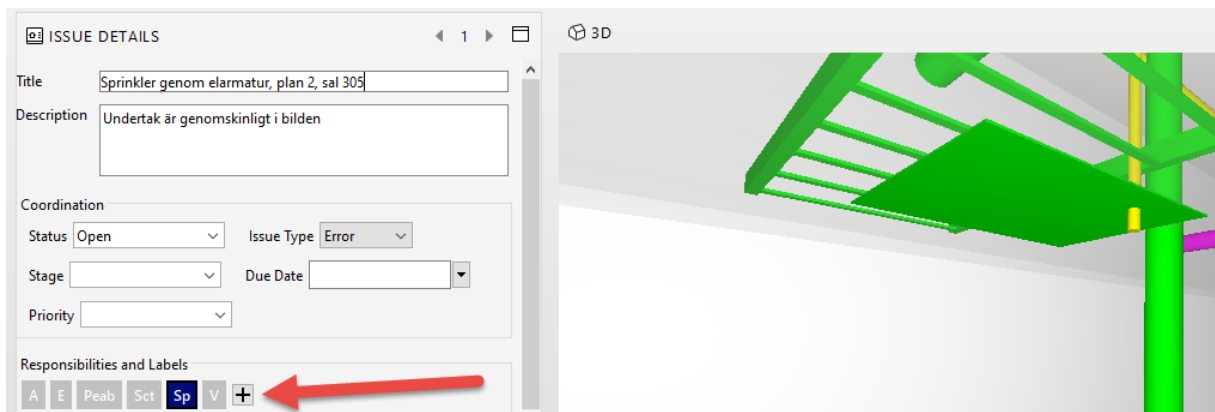 ISSUE DETAILS
1
3D
Title
Sprinkler genom elarmatur, plan 2, sal 305
Description
Undertak är genomskinligt i bilden
Coordination
Status Open Issue Type Error
Stage Due Date
Priority
Responsibilities and Labels
A E Peab Sct Sp V +